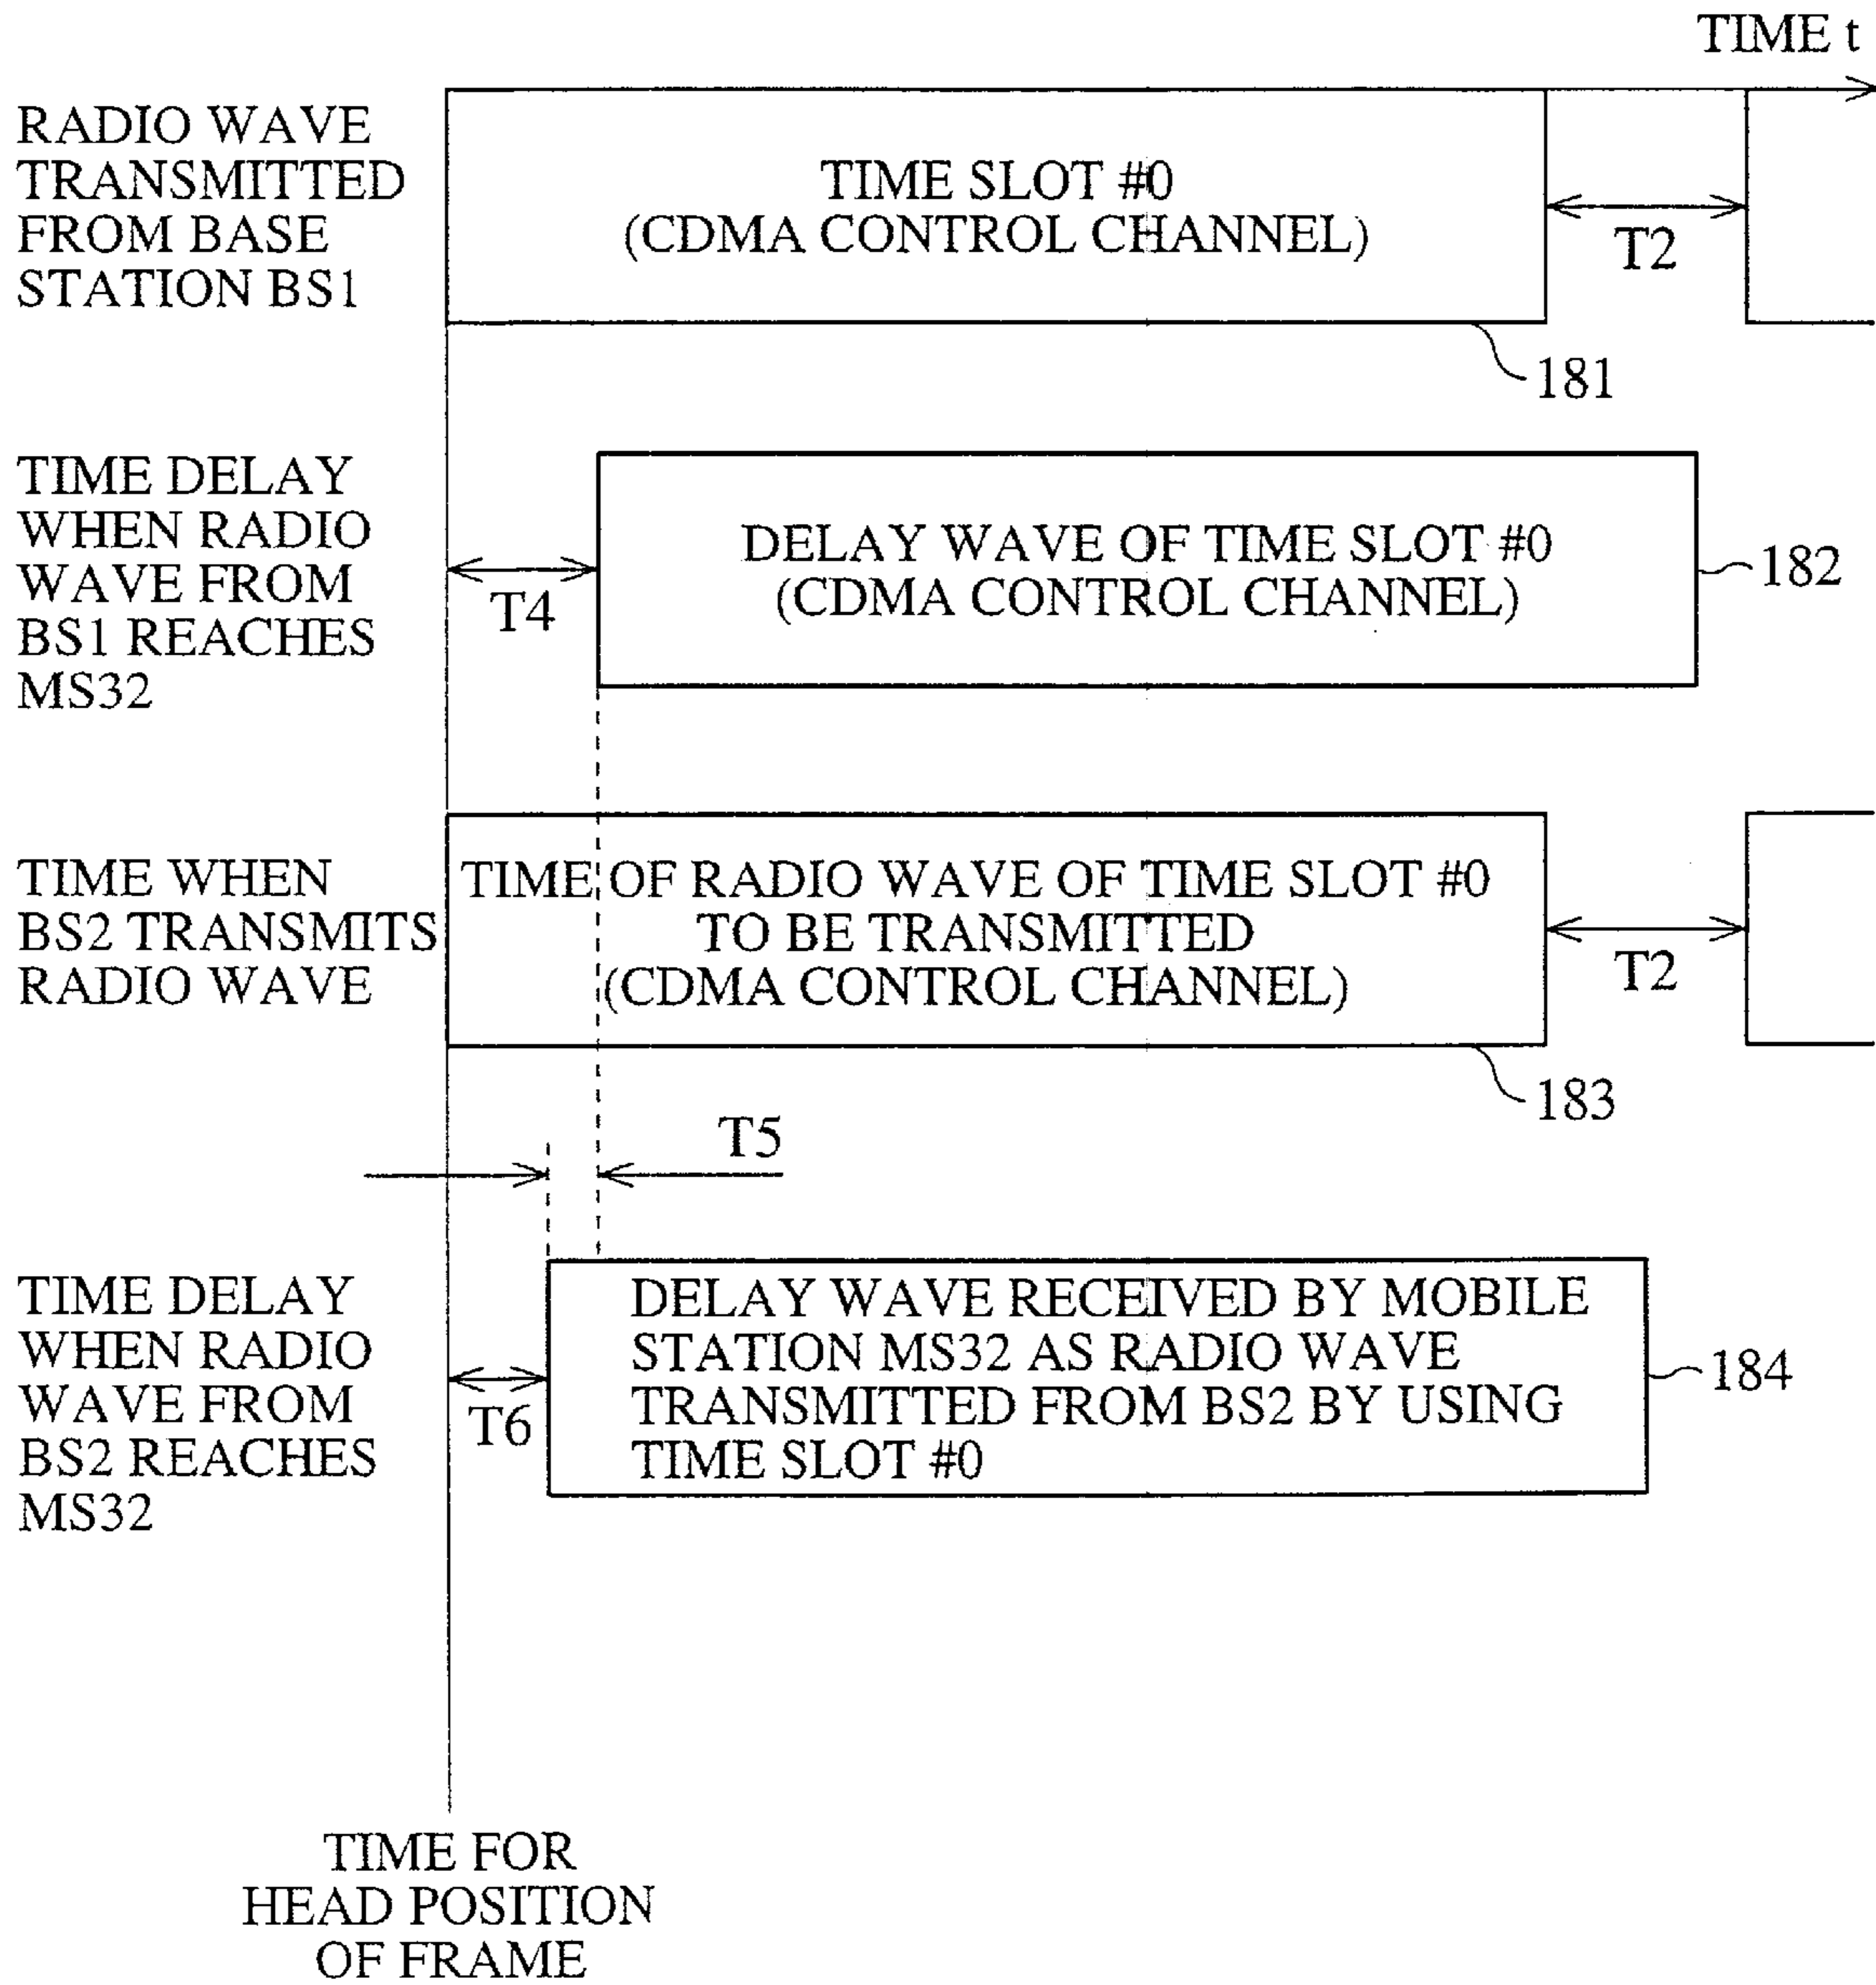 TIME t
RADIO WAVE
TRANSMITTED
FROM BASE
STATION BS1
TIME SLOT #0
(CDMA CONTROL CHANNEL)
T2
181
TIME DELAY
WHEN RADIO
WAVE FROM
BS1 REACHES
MS32
T4
DELAY WAVE OF TIME SLOT #0
(CDMA CONTROL CHANNEL)
182
TIME WHEN
BS2 TRANSMITS
RADIO WAVE
TIME OF RADIO WAVE OF TIME SLOT #0
TO BE TRANSMITTED
(CDMA CONTROL CHANNEL)
T2
183
T5
TIME DELAY
WHEN RADIO
WAVE FROM
BS2 REACHES
MS32
T6
DELAY WAVE RECEIVED BY MOBILE
STATION MS32 AS RADIO WAVE
TRANSMITTED FROM BS2 BY USING
TIME SLOT #0
184
TIME FOR
HEAD POSITION
OF FRAME